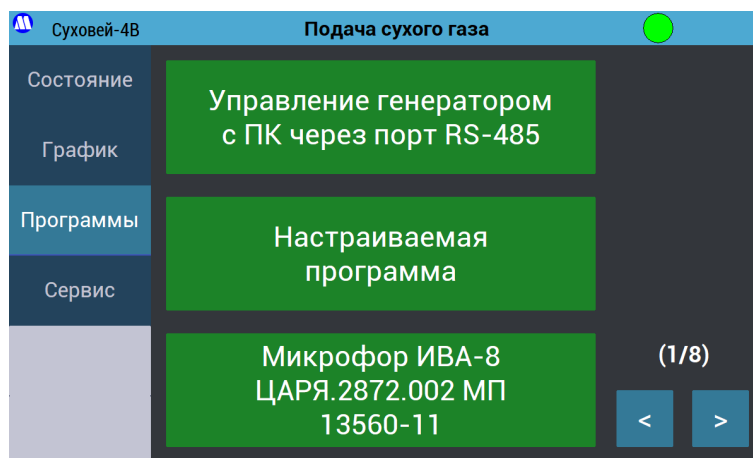 Суховей-4В
Подача сухого газа
Состояние
График
Программы
Сервис
Управление генератором
с ПК через порт RS-485
Настраиваемая
программа
Микрофор ИВА-8
ЦАРЯ.2872.002 МП
13560-11
(1/8)
< >